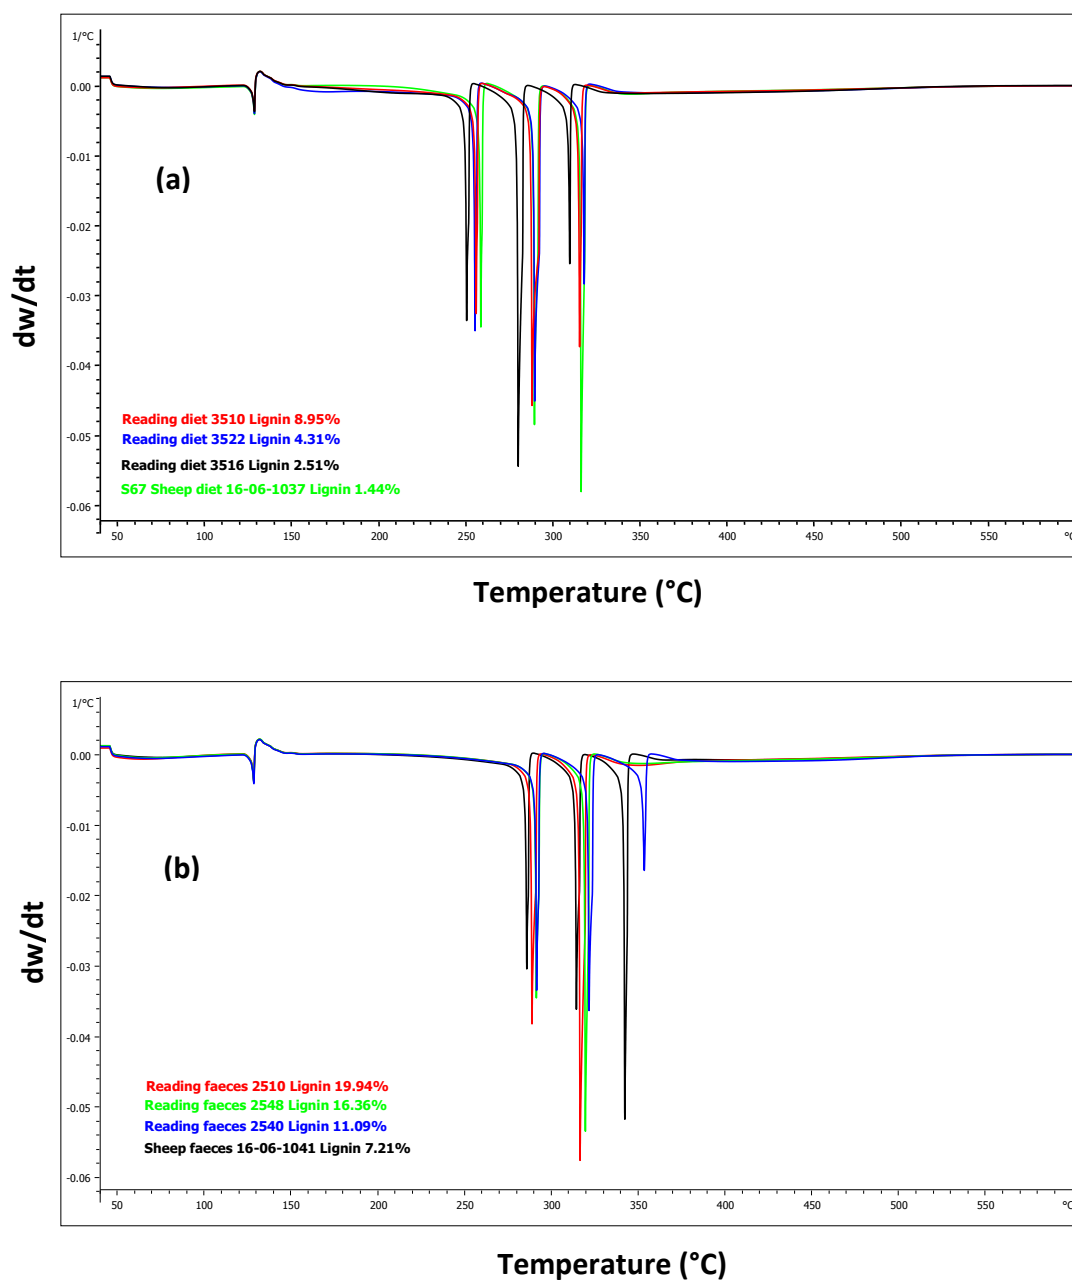 1/°C
0.00
-0.01
(a)
-0.02
-0.03
dw/dt
-0.04
Reading diet 3510 Lignin 8.95%
Reading diet 3522 Lignin 4.31%
-0.05
Reading diet 3516 Lignin 2.51%
S67 Sheep diet 16-06-1037 Lignin 1.44%
-0.06
50 100 150 200 250 300 350 400 450 500 550 °C
Temperature (°C)
1/°C
0.00
-0.01
(b)
-0.02
-0.03
dw/dt
-0.04
Reading faeces 2510 Lignin 19.94%
Reading faeces 2548 Lignin 16.36%
-0.05
Reading faeces 2540 Lignin 11.09%
Sheep faeces 16-06-1041 Lignin 7.21%
-0.06
50 100 150 200 250 300 350 400 450 500 550 °C
Temperature (°C)